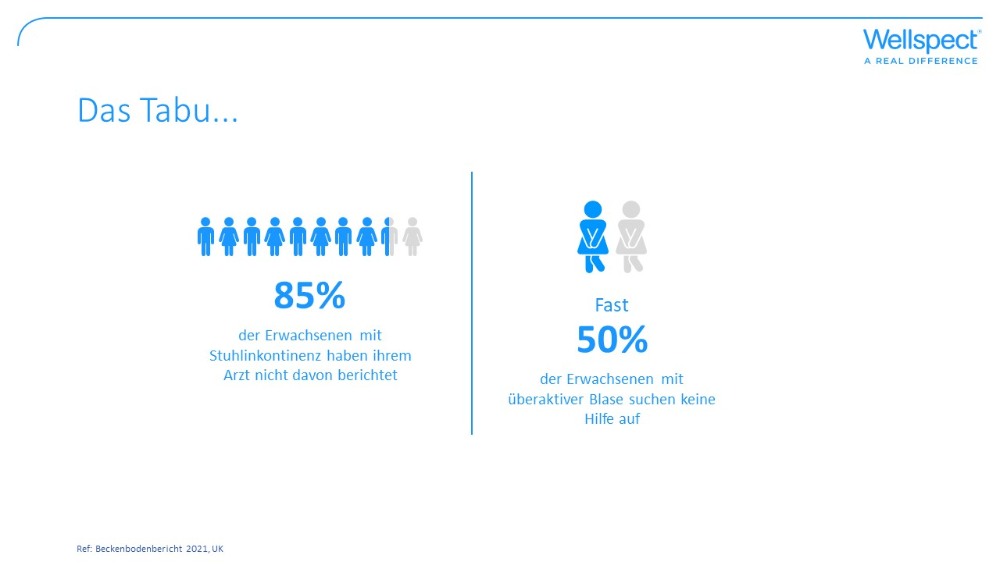 Wellspect®
A REAL DIFFERENCE
Das Tabu...
85%
der Erwachsenen mit
Stuhlinkontinenz haben ihrem
Arzt nicht davon berichtet
Fast
50%
der Erwachsenen mit
überaktiver Blase suchen keine
Hilfe auf
Ref: Beckenbodenbericht 2021, UK